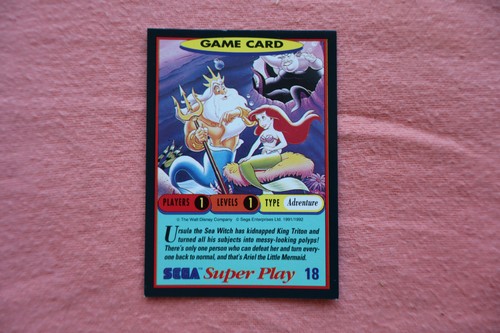 GAME CARD
PLAYERS 1 LEVELS 1 TYPE Adventure
© The Walt Disney Company © Sega Enterprises Ltd. 1991/1992
Ursula the Sea Witch has kidnapped King Triton and
turned all his subjects into messy-looking polyps!
There's only one person who can defeat her and turn every-
one back to normal, and that's Ariel the Little Mermaid.
SEGA Super Play 18